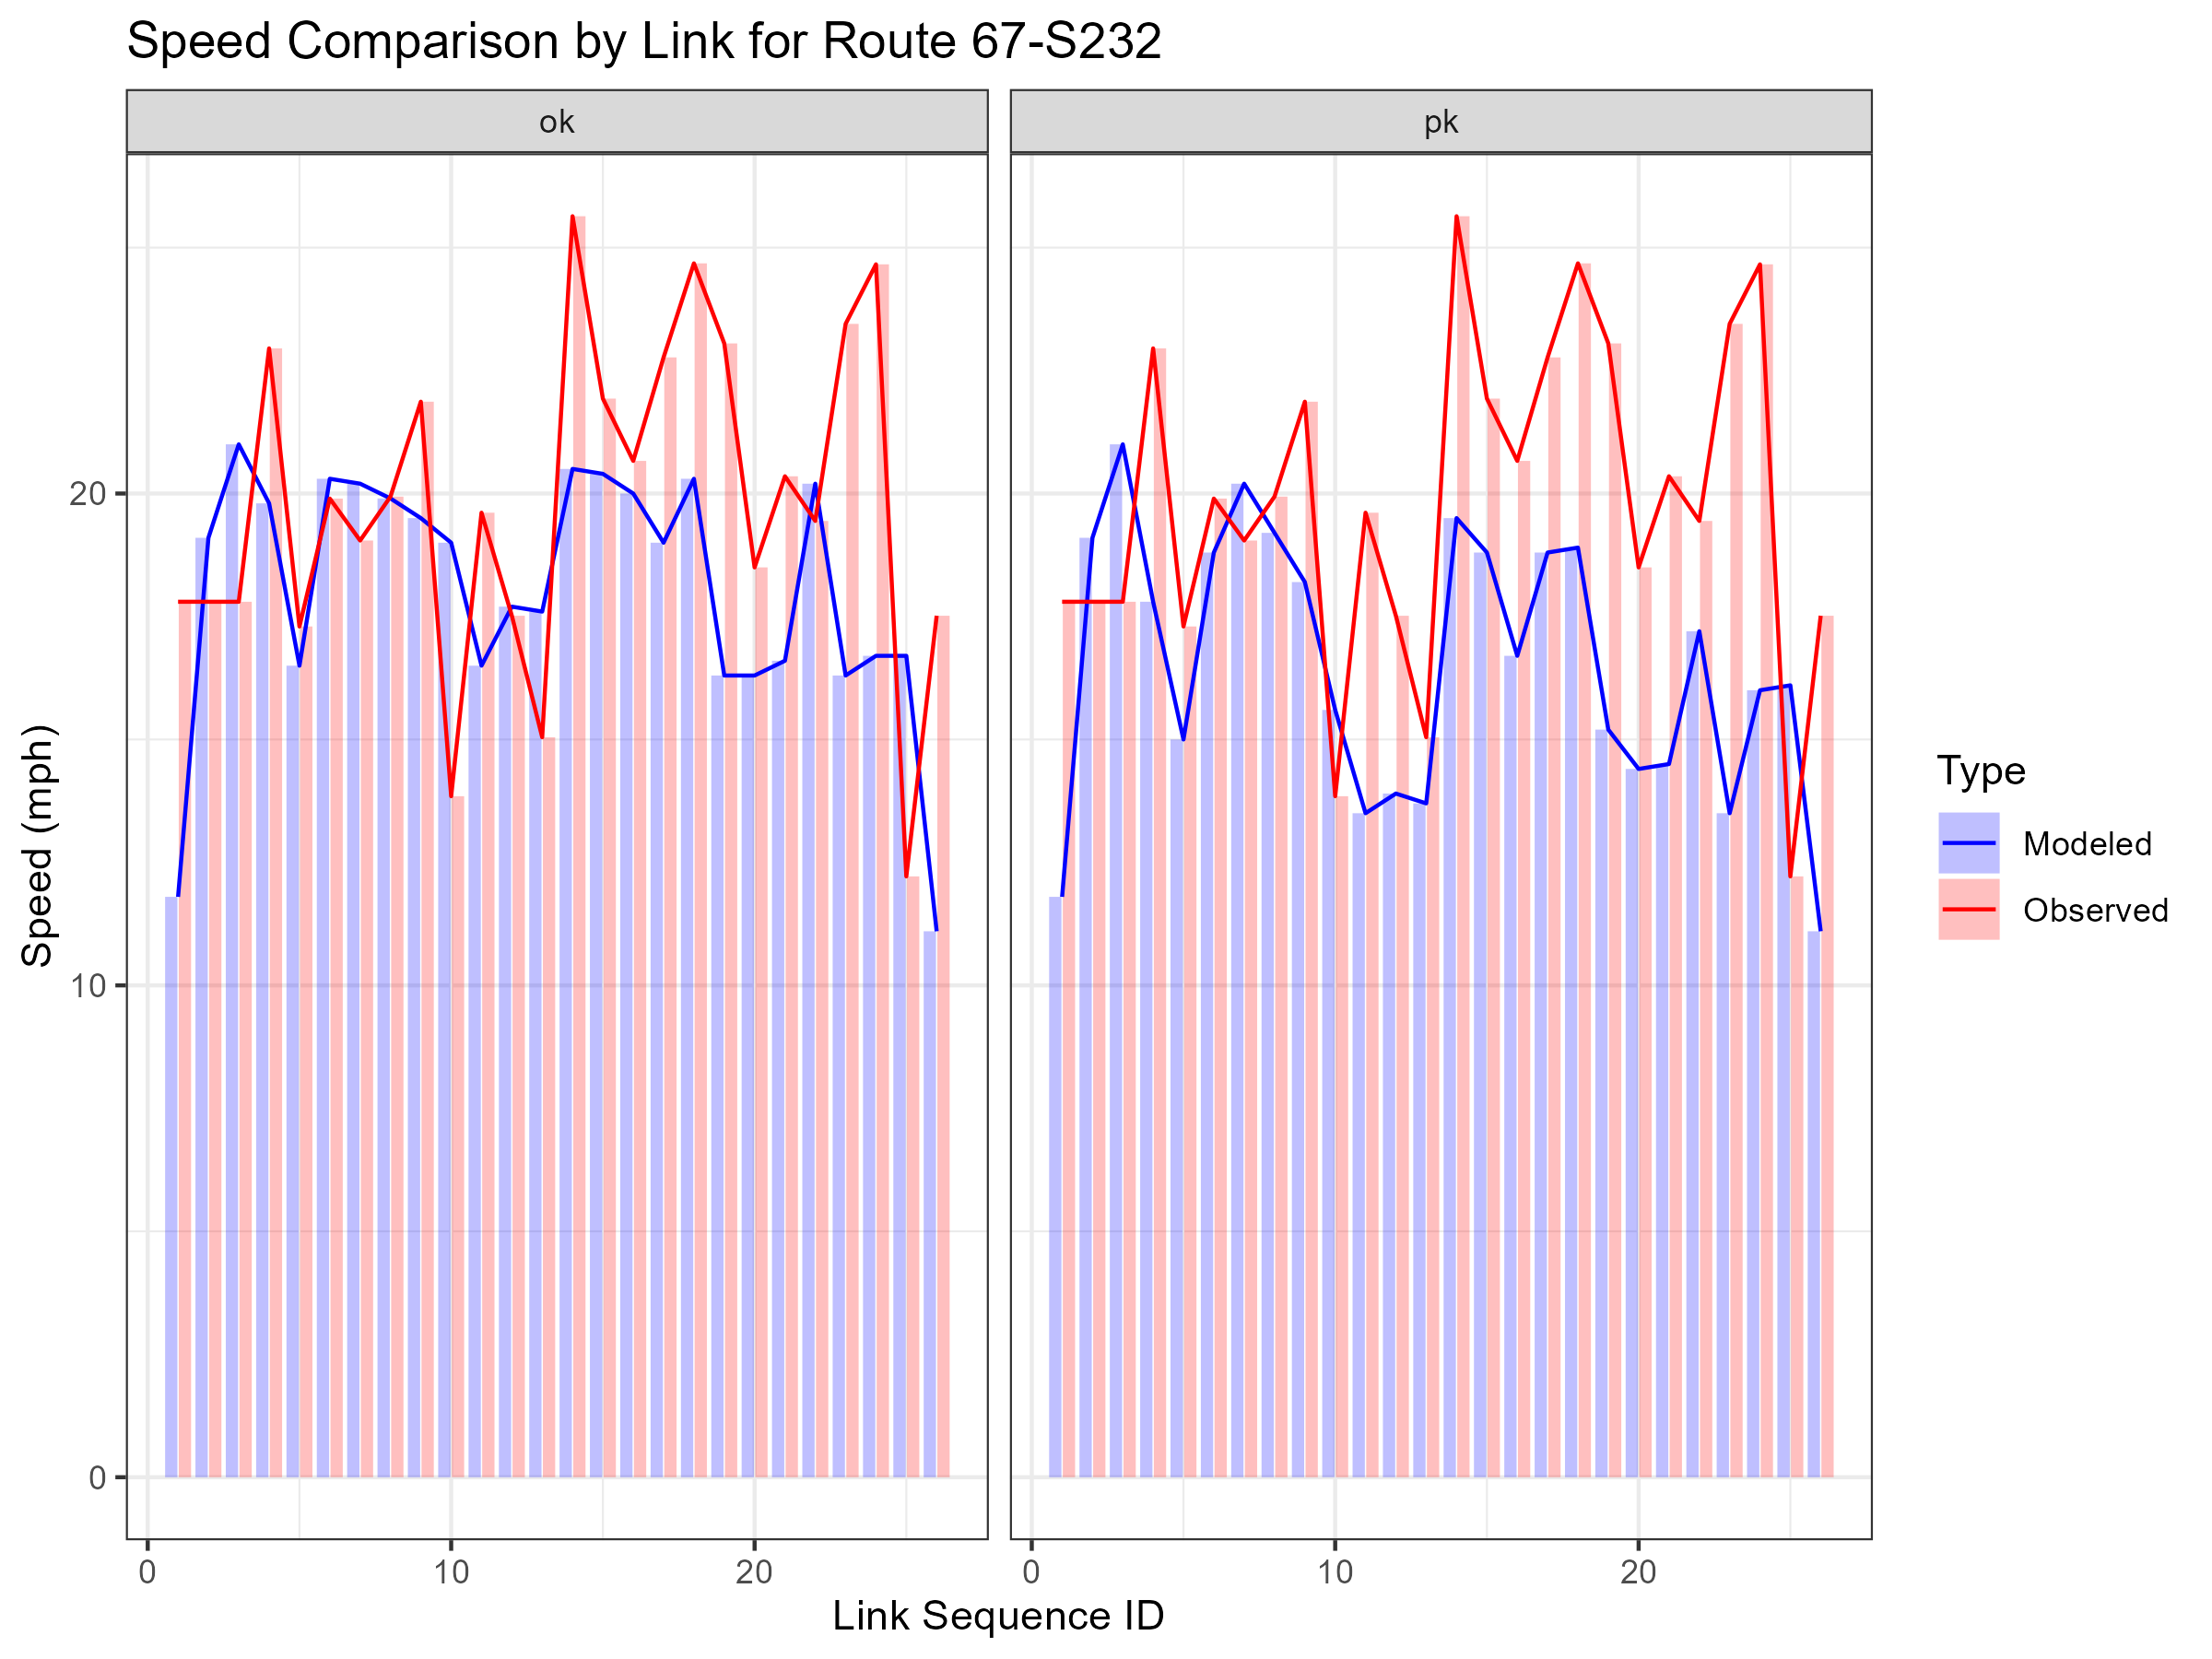 Speed Comparison by Link for Route 67-S232
ok
pk
20
10
0
Speed (mph)
0
10
20
0
10
20
Link Sequence ID
Type
Modeled
Observed